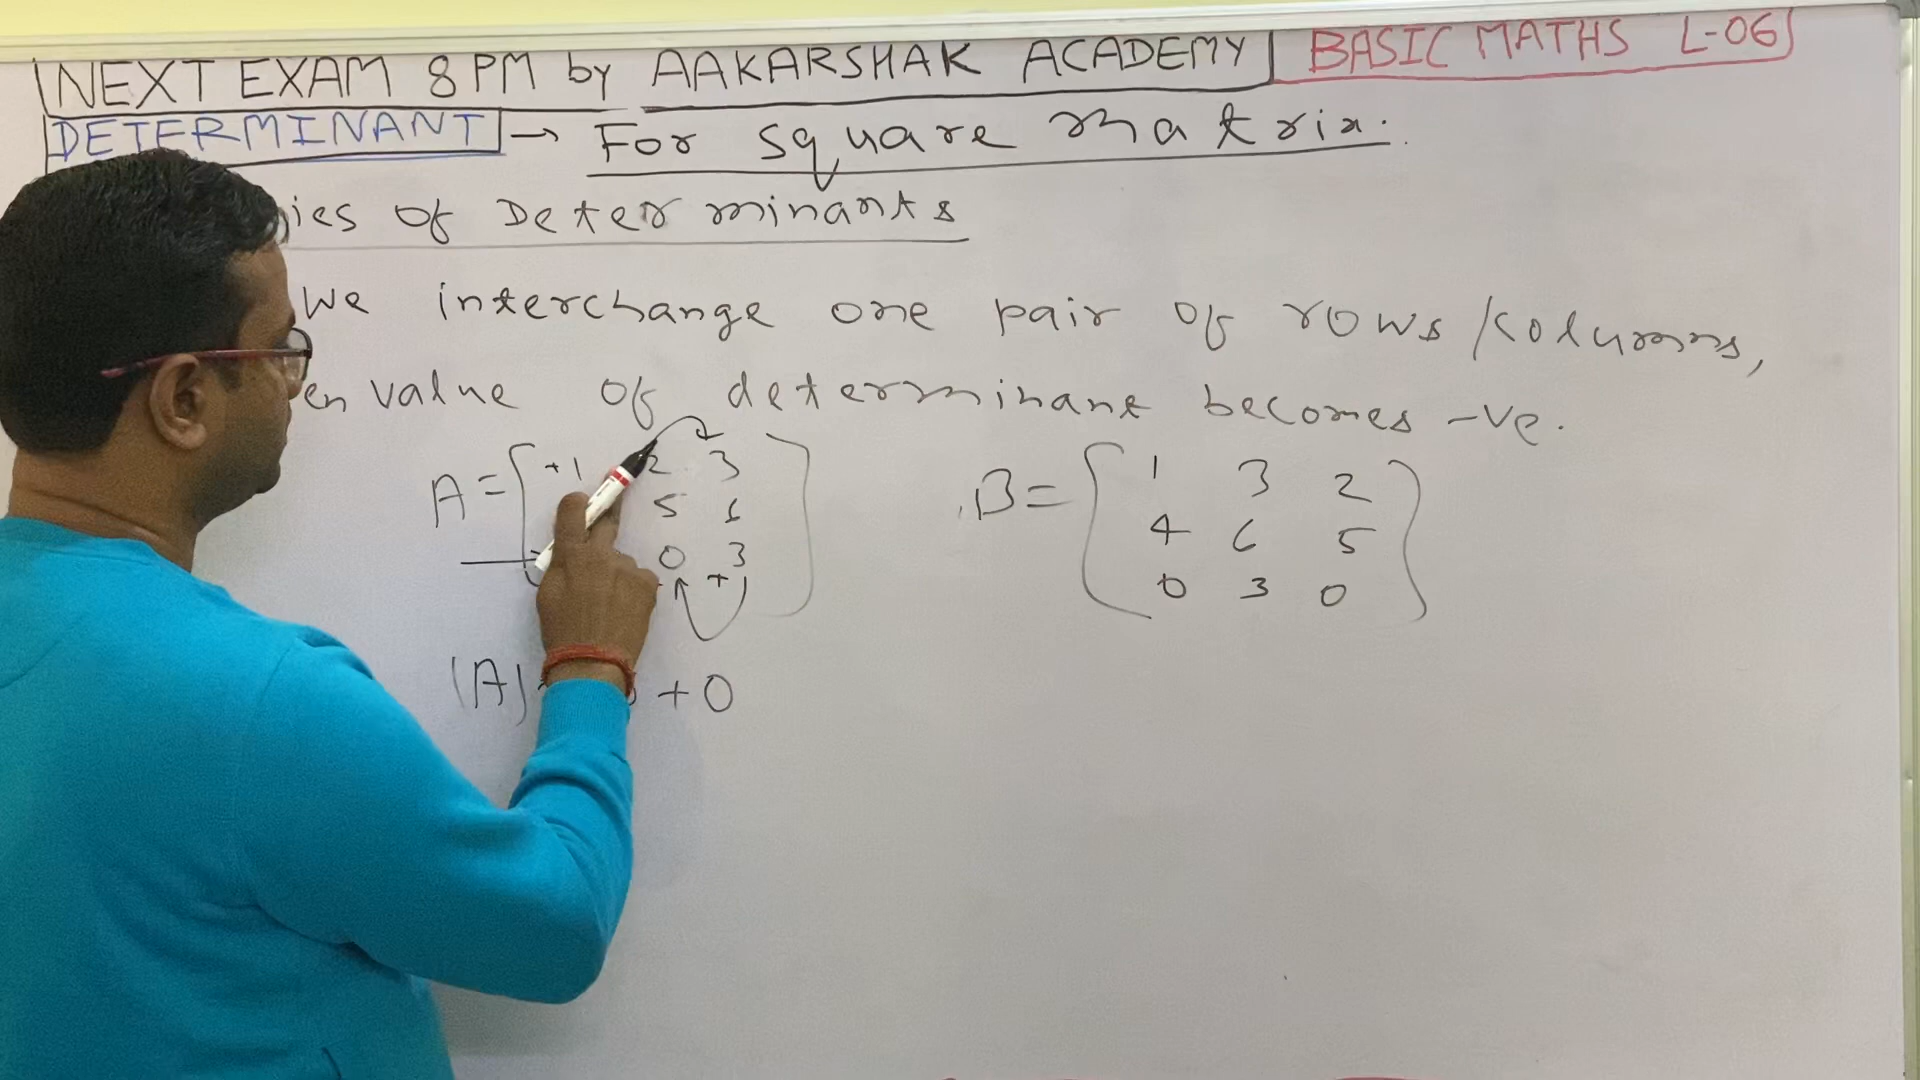 NEXT EXAM 8 PM by AAKARSHAK ACADEMY BASIC MATHS L-06
DETERMINANT → For square matrix.
ies of Determinants
We interchange one pair of rows/columns,
en value of determinant becomes -ve.
A = +1 2 3
5 6
0 3
+
B = 1 3 2
4 6 5
0 3 0
|A| + 0